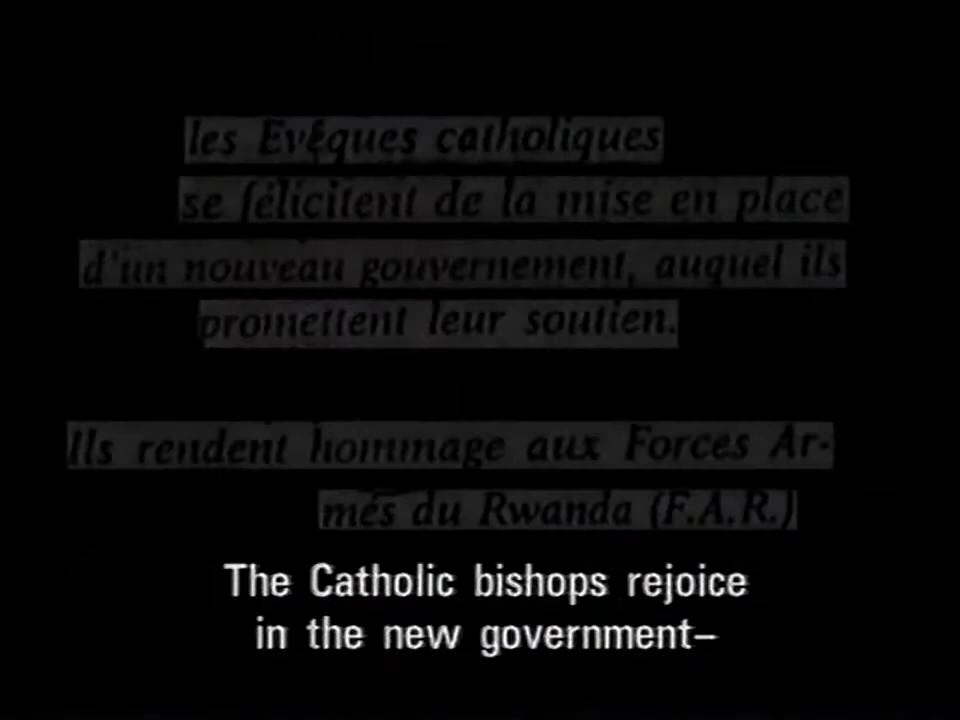 les Evêques catholiques
se félicitent de la mise en place
d'un nouveau gouvernement, auquel ils
promettent leur soutien.
Ils rendent hommage aux Forces Ar-
més du Rwanda (F.A.R.)
The Catholic bishops rejoice
in the new government–